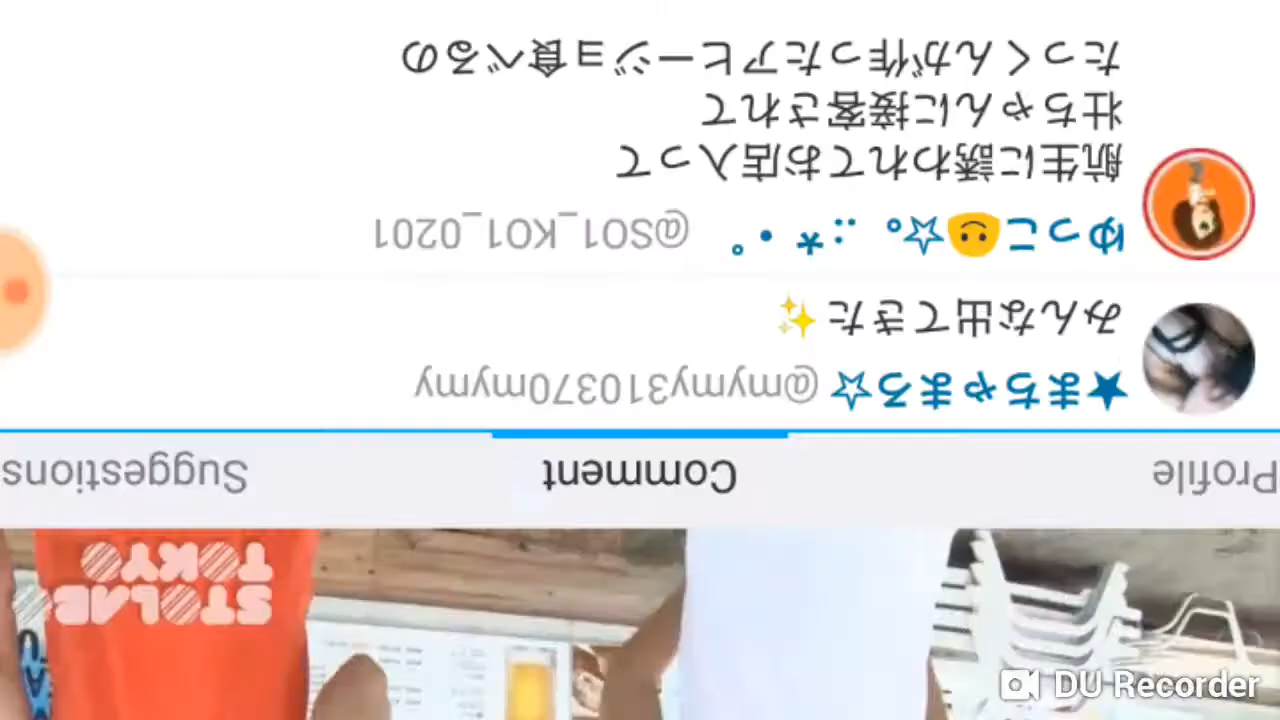 STOLABO
TOKYO
Profile Comment Suggestions
★まちゃまろ☆ @mymy310370mymy
みんな出てきた✨
ゆっこ🙃☆。.:*・° @SO1_KO1_0201
航生に誘われてお店入って
壮ちゃんに接客されて
たっくんが作ったアヒージョ食べるの
DU Recorder